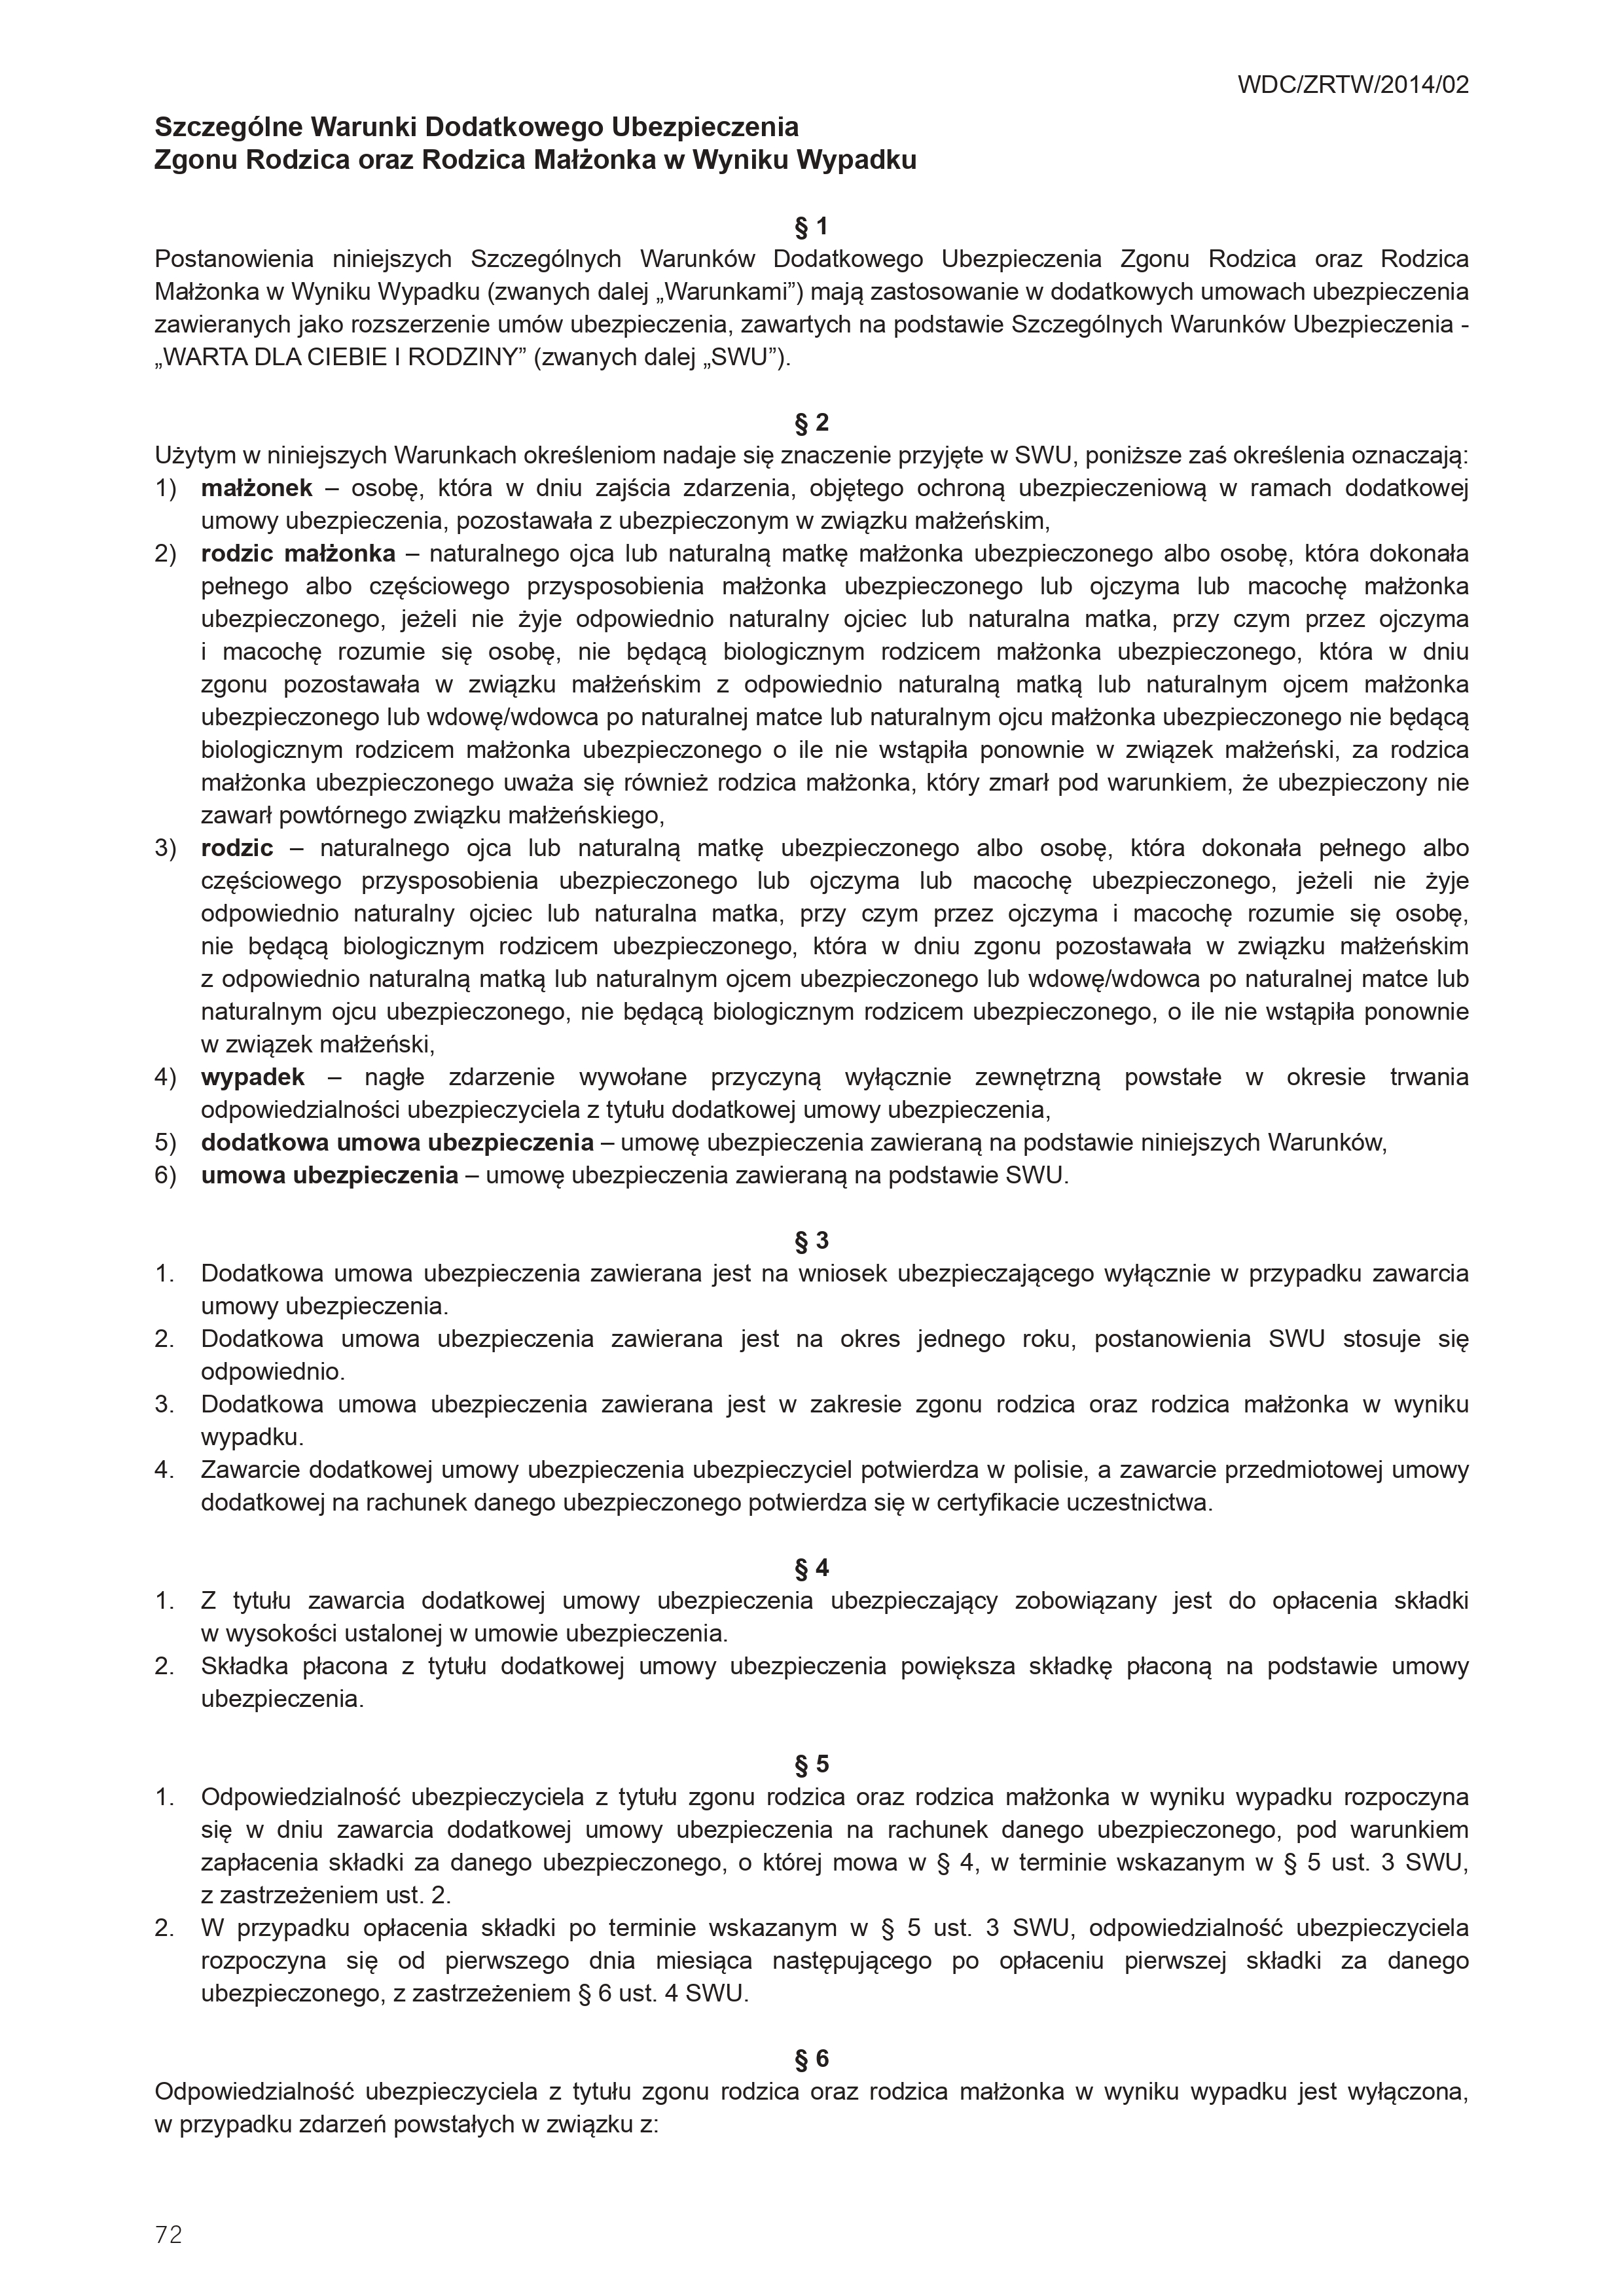 WDC/ZRTW/2014/02
Szczególne Warunki Dodatkowego Ubezpieczenia
Zgonu Rodzica oraz Rodzica Małżonka w Wyniku Wypadku
§ 1
Postanowienia niniejszych Szczególnych Warunków Dodatkowego Ubezpieczenia Zgonu Rodzica oraz Rodzica
Małżonka w Wyniku Wypadku (zwanych dalej „Warunkami”) mają zastosowanie w dodatkowych umowach ubezpieczenia
zawieranych jako rozszerzenie umów ubezpieczenia, zawartych na podstawie Szczególnych Warunków Ubezpieczenia -
„WARTA DLA CIEBIE I RODZINY” (zwanych dalej „SWU”).
§ 2
Użytym w niniejszych Warunkach określeniom nadaje się znaczenie przyjęte w SWU, poniższe zaś określenia oznaczają:
1) małżonek – osobę, która w dniu zajścia zdarzenia, objętego ochroną ubezpieczeniową w ramach dodatkowej
umowy ubezpieczenia, pozostawała z ubezpieczonym w związku małżeńskim,
2) rodzic małżonka – naturalnego ojca lub naturalną matkę małżonka ubezpieczonego albo osobę, która dokonała
pełnego albo częściowego przysposobienia małżonka ubezpieczonego lub ojczyma lub macochę małżonka
ubezpieczonego, jeżeli nie żyje odpowiednio naturalny ojciec lub naturalna matka, przy czym przez ojczyma
i macochę rozumie się osobę, nie będącą biologicznym rodzicem małżonka ubezpieczonego, która w dniu
zgonu pozostawała w związku małżeńskim z odpowiednio naturalną matką lub naturalnym ojcem małżonka
ubezpieczonego lub wdowę/wdowca po naturalnej matce lub naturalnym ojcu małżonka ubezpieczonego nie będącą
biologicznym rodzicem małżonka ubezpieczonego o ile nie wstąpiła ponownie w związek małżeński, za rodzica
małżonka ubezpieczonego uważa się również rodzica małżonka, który zmarł pod warunkiem, że ubezpieczony nie
zawarł powtórnego związku małżeńskiego,
3) rodzic – naturalnego ojca lub naturalną matkę ubezpieczonego albo osobę, która dokonała pełnego albo
częściowego przysposobienia ubezpieczonego lub ojczyma lub macochę ubezpieczonego, jeżeli nie żyje
odpowiednio naturalny ojciec lub naturalna matka, przy czym przez ojczyma i macochę rozumie się osobę,
nie będącą biologicznym rodzicem ubezpieczonego, która w dniu zgonu pozostawała w związku małżeńskim
z odpowiednio naturalną matką lub naturalnym ojcem ubezpieczonego lub wdowę/wdowca po naturalnej matce lub
naturalnym ojcu ubezpieczonego, nie będącą biologicznym rodzicem ubezpieczonego, o ile nie wstąpiła ponownie
w związek małżeński,
4) wypadek – nagłe zdarzenie wywołane przyczyną wyłącznie zewnętrzną powstałe w okresie trwania
odpowiedzialności ubezpieczyciela z tytułu dodatkowej umowy ubezpieczenia,
5) dodatkowa umowa ubezpieczenia – umowę ubezpieczenia zawieraną na podstawie niniejszych Warunków,
6) umowa ubezpieczenia – umowę ubezpieczenia zawieraną na podstawie SWU.
§ 3
1. Dodatkowa umowa ubezpieczenia zawierana jest na wniosek ubezpieczającego wyłącznie w przypadku zawarcia
umowy ubezpieczenia.
2. Dodatkowa umowa ubezpieczenia zawierana jest na okres jednego roku, postanowienia SWU stosuje się
odpowiednio.
3. Dodatkowa umowa ubezpieczenia zawierana jest w zakresie zgonu rodzica oraz rodzica małżonka w wyniku
wypadku.
4. Zawarcie dodatkowej umowy ubezpieczenia ubezpieczyciel potwierdza w polisie, a zawarcie przedmiotowej umowy
dodatkowej na rachunek danego ubezpieczonego potwierdza się w certyfikacie uczestnictwa.
§ 4
1. Z tytułu zawarcia dodatkowej umowy ubezpieczenia ubezpieczający zobowiązany jest do opłacenia składki
w wysokości ustalonej w umowie ubezpieczenia.
2. Składka płacona z tytułu dodatkowej umowy ubezpieczenia powiększa składkę płaconą na podstawie umowy
ubezpieczenia.
§ 5
1. Odpowiedzialność ubezpieczyciela z tytułu zgonu rodzica oraz rodzica małżonka w wyniku wypadku rozpoczyna
się w dniu zawarcia dodatkowej umowy ubezpieczenia na rachunek danego ubezpieczonego, pod warunkiem
zapłacenia składki za danego ubezpieczonego, o której mowa w § 4, w terminie wskazanym w § 5 ust. 3 SWU,
z zastrzeżeniem ust. 2.
2. W przypadku opłacenia składki po terminie wskazanym w § 5 ust. 3 SWU, odpowiedzialność ubezpieczyciela
rozpoczyna się od pierwszego dnia miesiąca następującego po opłaceniu pierwszej składki za danego
ubezpieczonego, z zastrzeżeniem § 6 ust. 4 SWU.
§ 6
Odpowiedzialność ubezpieczyciela z tytułu zgonu rodzica oraz rodzica małżonka w wyniku wypadku jest wyłączona,
w przypadku zdarzeń powstałych w związku z:
72